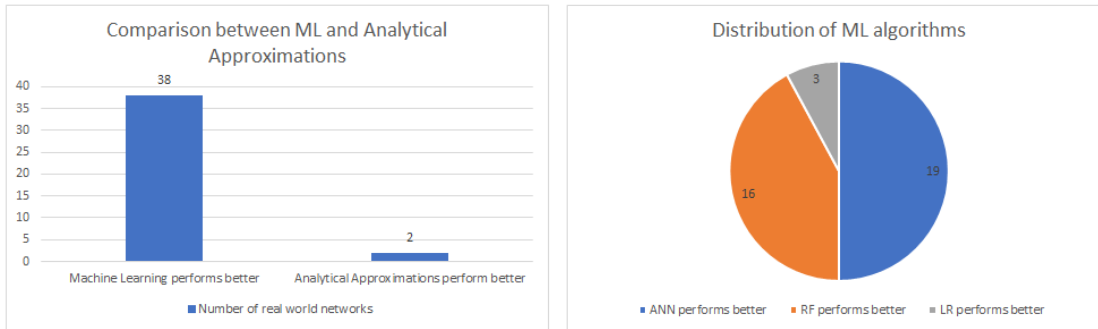 Comparison between ML and Analytical
Approximations
40
35
30
25
20
15
10
5
0
38
2
Machine Learning performs better
Analytical Approximations perform better
Number of real world networks
Distribution of ML algorithms
3
19
16
ANN performs better
RF performs better
LR performs better